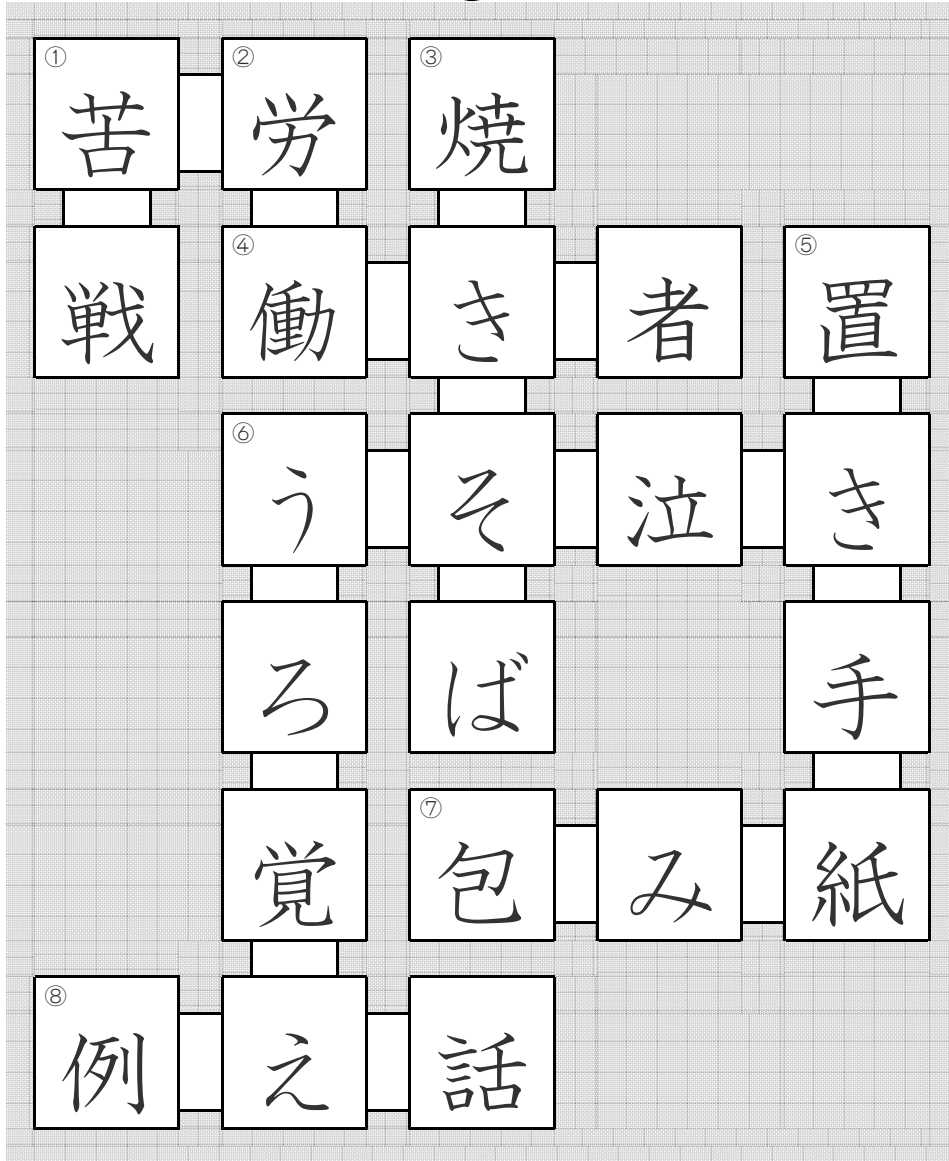 ①苦 ②労 ③焼
戦 ④働 き 者 ⑤置
⑥う そ 泣 き
ろ ば 手
覚 ⑦包 み 紙
⑧例 え 話